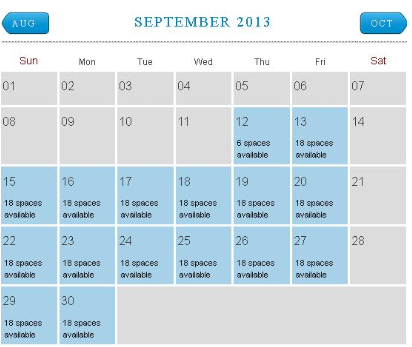 AUG SEPTEMBER 2013 OCT
Sun Mon Tue Wed Thu Fri Sat
01 02 03 04 05 06 07
08 09 10 11 12 13 14
6 spaces 18 spaces
available available
15 16 17 18 19 20 21
18 spaces 18 spaces 18 spaces 18 spaces 18 spaces 18 spaces
available available available available available available
22 23 24 25 26 27 28
18 spaces 18 spaces 18 spaces 18 spaces 18 spaces 18 spaces
available available available available available available
29 30
18 spaces 18 spaces
available available